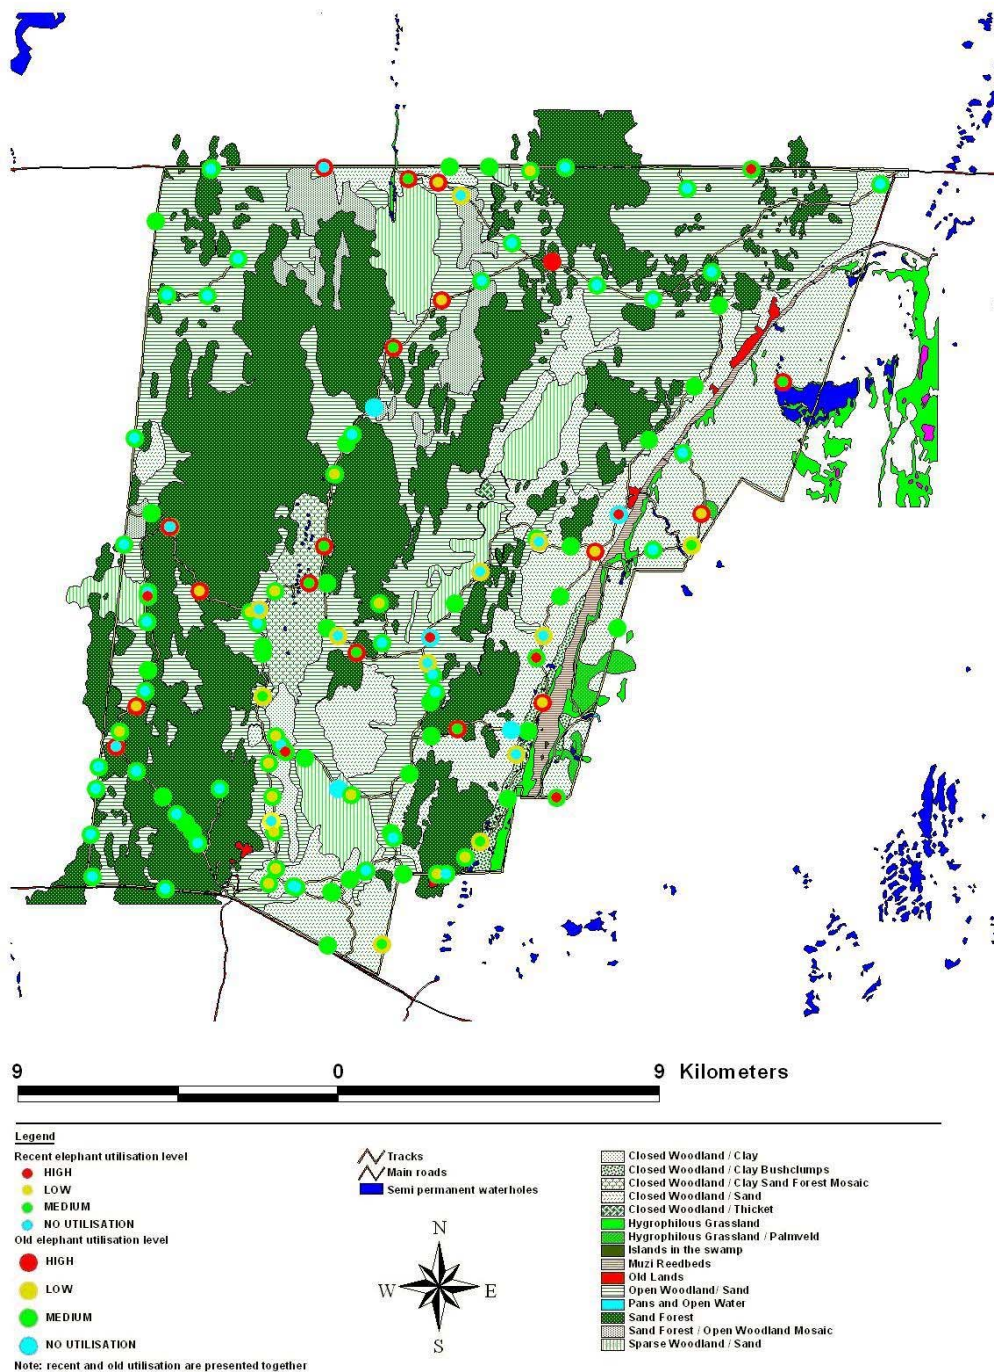 9 0 9 Kilometers
Legend
Recent elephant utilisation level
HIGH
LOW
MEDIUM
NO UTILISATION
Old elephant utilisation level
HIGH
LOW
MEDIUM
NO UTILISATION
Note: recent and old utilisation are presented together
Tracks
Main roads
Semi permanent waterholes
N
W E
S
Closed Woodland / Clay
Closed Woodland / Clay Bushclumps
Closed Woodland / Clay Sand Forest Mosaic
Closed Woodland / Sand
Closed Woodland / Thicket
Hygrophilous Grassland
Hygrophilous Grassland / Palmveld
Islands in the swamp
Muzi Reedbeds
Old Lands
Open Woodland/ Sand
Pans and Open Water
Sand Forest
Sand Forest / Open Woodland Mosaic
Sparse Woodland / Sand